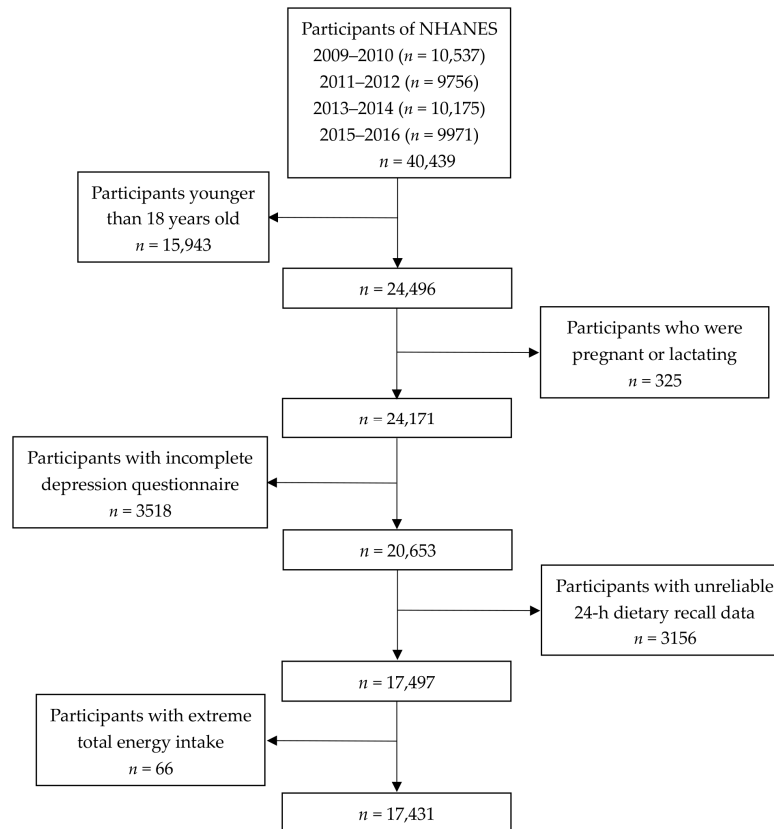 Participants of NHANES
2009–2010 (n = 10,537)
2011–2012 (n = 9756)
2013–2014 (n = 10,175)
2015–2016 (n = 9971)
n = 40,439
Participants younger
than 18 years old
n = 15,943
n = 24,496
Participants who were
pregnant or lactating
n = 325
n = 24,171
Participants with incomplete
depression questionnaire
n = 3518
n = 20,653
Participants with unreliable
24-h dietary recall data
n = 3156
n = 17,497
Participants with extreme
total energy intake
n = 66
n = 17,431